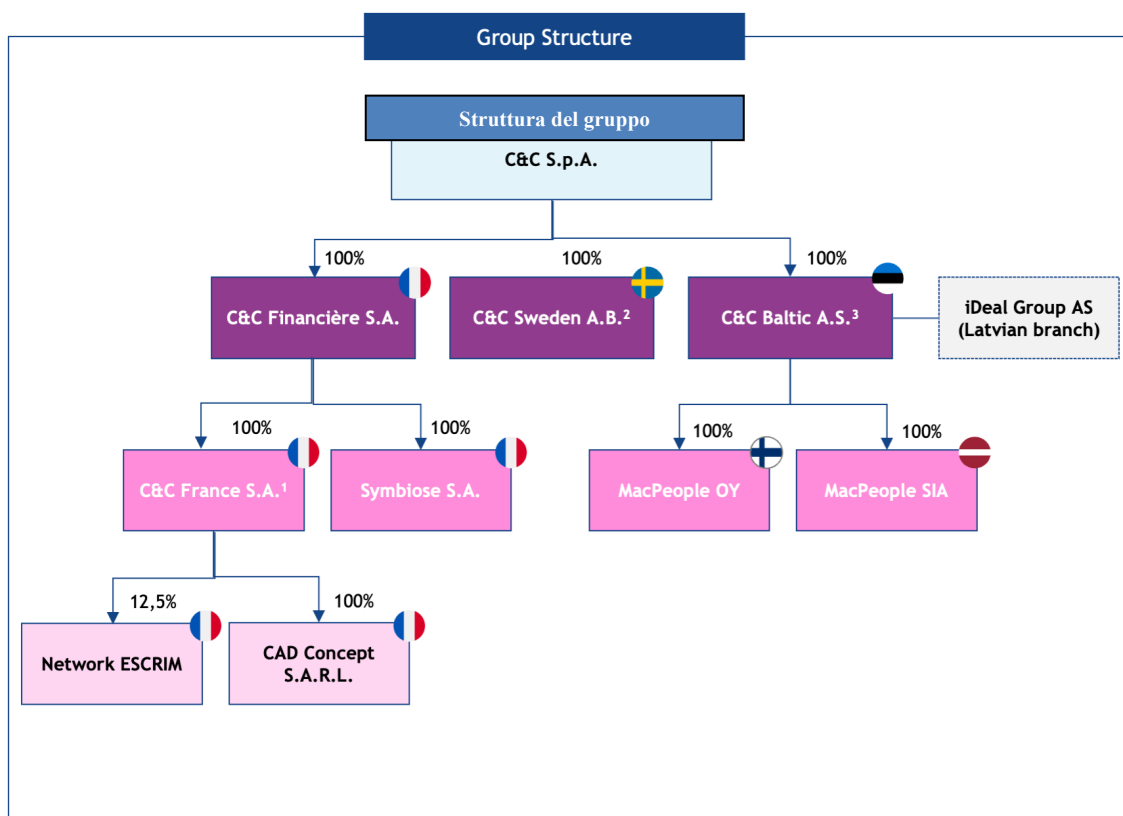 Group Structure
Struttura del gruppo
C&C S.p.A.
100%
100%
100%
C&C Financière S.A.
C&C Sweden A.B.²
C&C Baltic A.S.³
iDeal Group AS
(Latvian branch)
100%
100%
100%
100%
C&C France S.A.¹
Symbiose S.A.
MacPeople OY
MacPeople SIA
12,5%
100%
Network ESCRIM
CAD Concept
S.A.R.L.